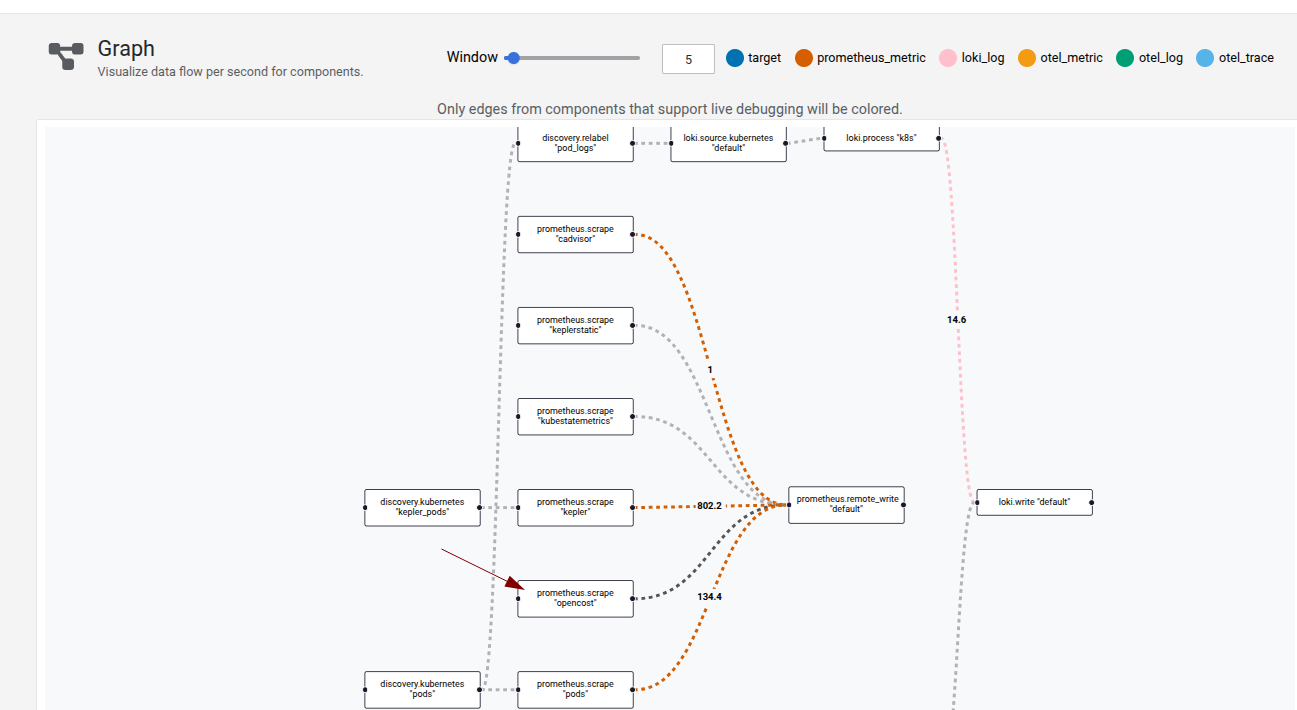 Graph
Visualize data flow per second for components.
Window
5
target
prometheus_metric
loki_log
otel_metric
otel_log
otel_trace
Only edges from components that support live debugging will be colored.
discovery.relabel
"pod_logs"
loki.source.kubernetes
"default"
loki.process "k8s"
prometheus.scrape
"cadvisor"
prometheus.scrape
"keplerstatic"
14.6
1
prometheus.scrape
"kubestatemetrics"
discovery.kubernetes
"kepler_pods"
prometheus.scrape
"kepler"
802.2
prometheus.remote_write
"default"
loki.write "default"
prometheus.scrape
"opencost"
134.4
discovery.kubernetes
"pods"
prometheus.scrape
"pods"